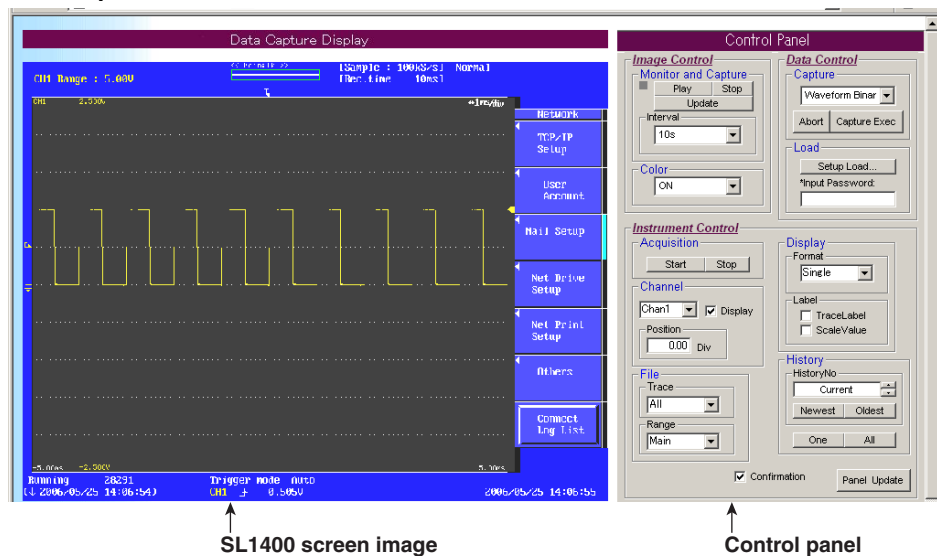 Data Capture Display
CH1 Range : 5.00V
[Sample : 100kS/s] Normal
[Rec.time 10ms]
CH1 2.500V
1ms/div
Network
TCP/IP
Setup
User
Account
Mail Setup
Net Drive
Setup
Net Print
Setup
Others
Connect
Log List
-5.00ms -2.500V
5.00ms
Running 28291
Trigger mode Auto
(↓ 2006/05/25 14:06:54)
CH1 0.505V
2006/05/25 14:06:55
Control Panel
Image Control
Monitor and Capture
Play Stop
Update
Interval
10s
Color
ON
Data Control
Capture
Waveform Binar
Abort Capture Exec
Load
Setup Load...
*Input Password:
Instrument Control
Acquisition
Start Stop
Channel
Chan1 Display
Position
0.00 Div
File
Trace
All
Range
Main
Display
Format
Single
Label
TraceLabel
ScaleValue
History
HistoryNo
Current
Newest Oldest
One All
Confirmation
Panel Update
SL1400 screen image
Control panel